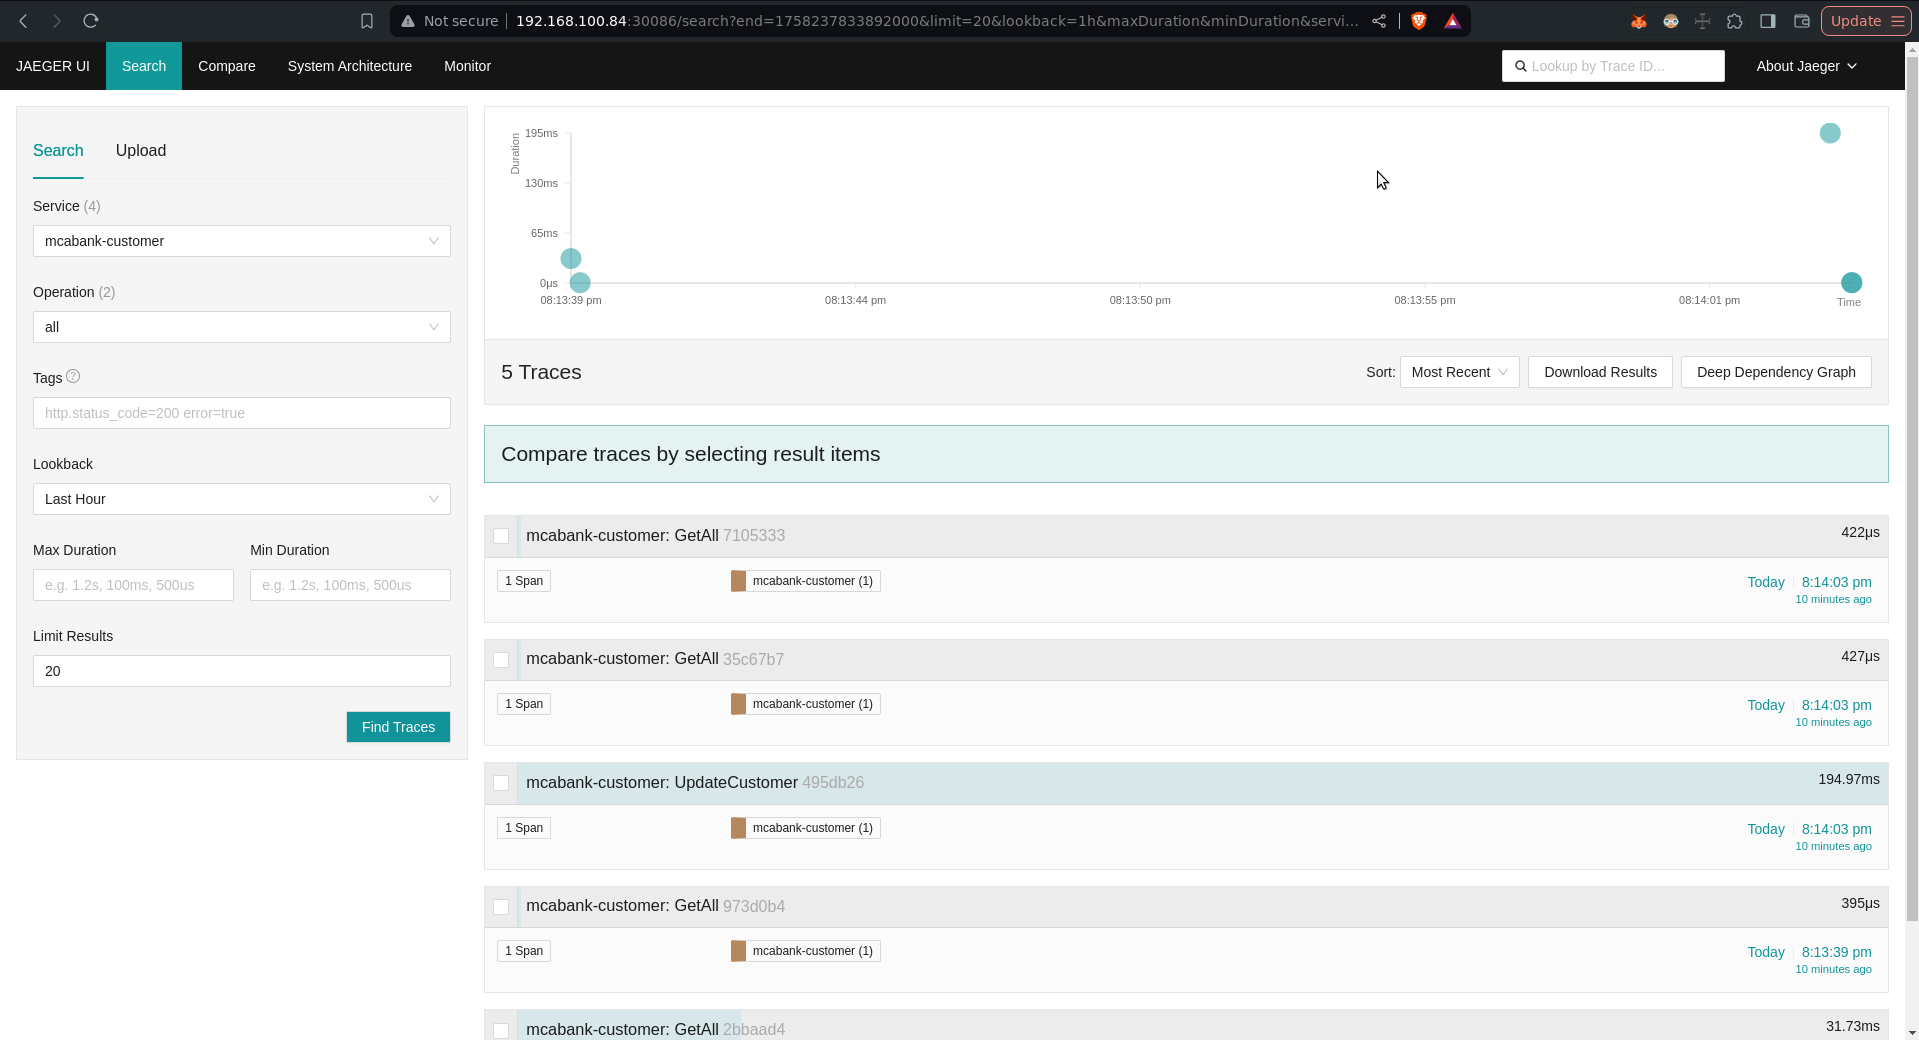 Not secure
192.168.100.84:30086/search?end=1758237833892000&limit=20&lookback=1h&maxDuration&minDuration&servi...
Update
JAEGER UI
Search
Compare
System Architecture
Monitor
Lookup by Trace ID...
About Jaeger
Search
Upload
Service (4)
mcabank-customer
Operation (2)
all
Tags ?
http.status_code=200 error=true
Lookback
Last Hour
Max Duration
Min Duration
e.g. 1.2s, 100ms, 500us
e.g. 1.2s, 100ms, 500us
Limit Results
20
Find Traces
Duration
195ms
130ms
65ms
0μs
08:13:39 pm
08:13:44 pm
08:13:50 pm
08:13:55 pm
08:14:01 pm
Time
5 Traces
Sort:
Most Recent
Download Results
Deep Dependency Graph
Compare traces by selecting result items
mcabank-customer: GetAll 7105333
422μs
1 Span
mcabank-customer (1)
Today
8:14:03 pm
10 minutes ago
mcabank-customer: GetAll 35c67b7
427μs
1 Span
mcabank-customer (1)
Today
8:14:03 pm
10 minutes ago
mcabank-customer: UpdateCustomer 495db26
194.97ms
1 Span
mcabank-customer (1)
Today
8:14:03 pm
10 minutes ago
mcabank-customer: GetAll 973d0b4
395μs
1 Span
mcabank-customer (1)
Today
8:13:39 pm
10 minutes ago
mcabank-customer: GetAll 2bbaad4
31.73ms